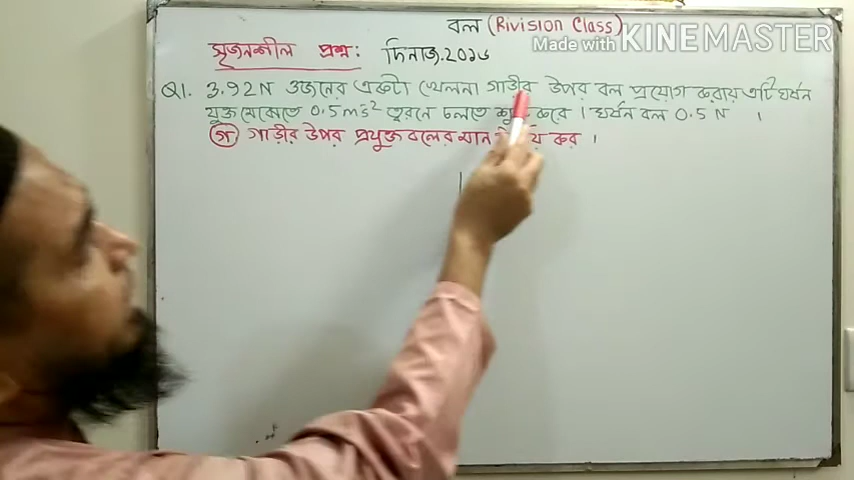 বল (Rivision Class)
Made with KINEMASTER
সৃজনশীল প্রশ্ন: দিনাজ.২০১৬
Q1. 3.92N ওজনের একটা খেলনা গাড়ীর উপর বল প্রয়োগ করায় এটি ঘর্ষন
যুক্ত মেঝেতে 0.5ms⁻² ত্বরনে চলতে শুরু করে । ঘর্ষন বল 0.5 N ।
গ গাড়ীর উপর প্রযুক্ত বলের মান কর ।